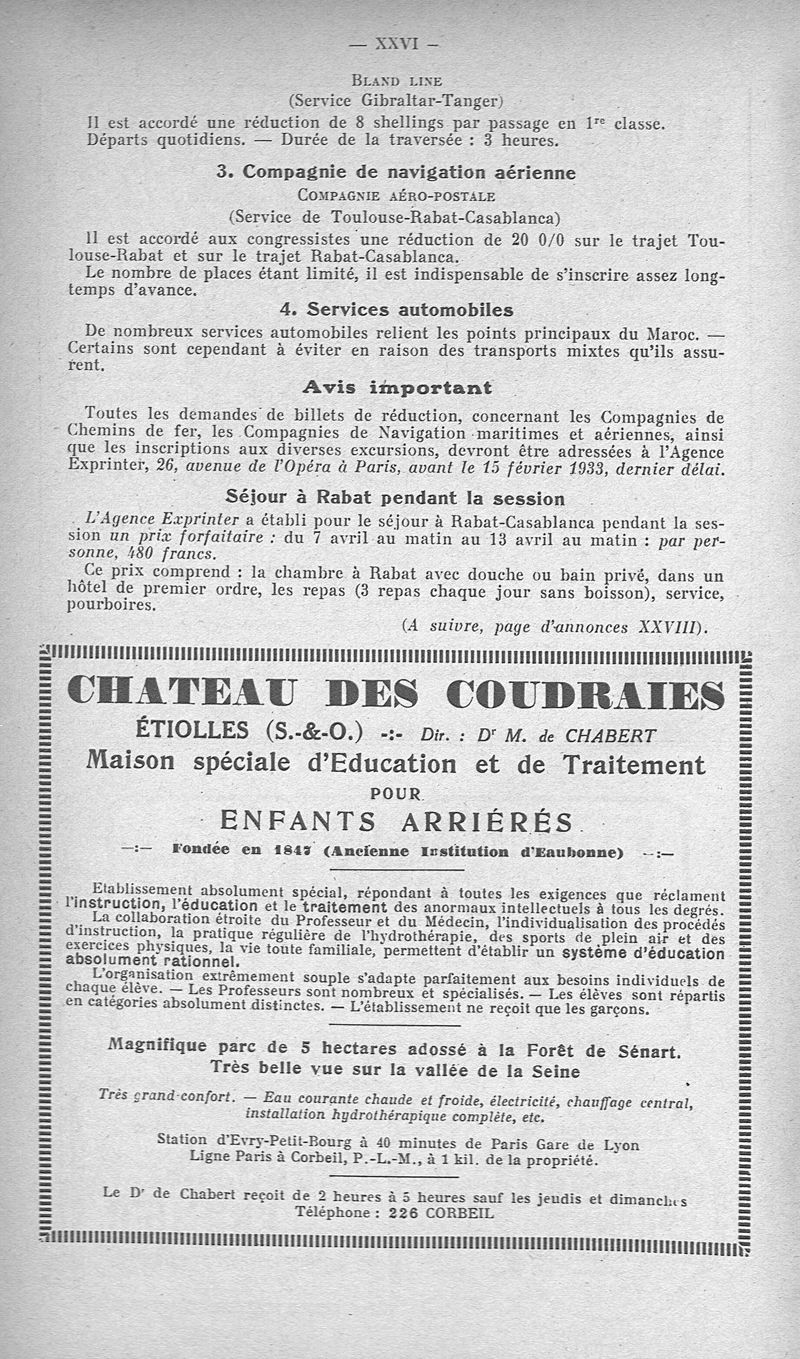 — XXVI –
BLAND LINE
(Service Gibraltar-Tanger)
Il est accordé une réduction de 8 shellings par passage en 1re classe.
Départs quotidiens. — Durée de la traversée : 3 heures.
3. Compagnie de navigation aérienne
COMPAGNIE AÉRO-POSTALE
(Service de Toulouse-Rabat-Casablanca)
Il est accordé aux congressistes une réduction de 20 0/0 sur le trajet Tou-
louse-Rabat et sur le trajet Rabat-Casablanca.
Le nombre de places étant limité, il est indispensable de s'inscrire assez long-
temps d'avance.
4. Services automobiles
De nombreux services automobiles relient les points principaux du Maroc. —
Certains sont cependant à éviter en raison des transports mixtes qu'ils assu-
rent.
Avis important
Toutes les demandes de billets de réduction, concernant les Compagnies de
Chemins de fer, les Compagnies de Navigation maritimes et aériennes, ainsi
que les inscriptions aux diverses excursions, devront être adressées à l'Agence
Exprinter, 26, avenue de l'Opéra à Paris, avant le 15 février 1933, dernier délai.
Séjour à Rabat pendant la session
L'Agence Exprinter a établi pour le séjour à Rabat-Casablanca pendant la ses-
sion un prix forfaitaire : du 7 avril au matin au 13 avril au matin : par per-
sonne, 480 francs.
Ce prix comprend : la chambre à Rabat avec douche ou bain privé, dans un
hôtel de premier ordre, les repas (3 repas chaque jour sans boisson), service,
pourboires.
(A suivre, page d'annonces XXVIII).
CHATEAU DES COUDRAIES
ÉTIOLLES (S.-&-O.) -:- Dir. : Dr M. de CHABERT
Maison spéciale d'Education et de Traitement
POUR
ENFANTS ARRIÉRÉS
—:— Fondée en 1847 (Ancienne Institution d'Eaubonne) —:—
Etablissement absolument spécial, répondant à toutes les exigences que réclament
l'instruction, l'éducation et le traitement des anormaux intellectuels à tous les degrés.
La collaboration étroite du Professeur et du Médecin, l'individualisation des procédés
d'instruction, la pratique régulière de l'hydrothérapie, des sports de plein air et des
exercices physiques, la vie toute familiale, permettent d'établir un système d'éducation
absolument rationnel.
L'organisation extrêmement souple s'adapte parfaitement aux besoins individuels de
chaque élève. — Les Professeurs sont nombreux et spécialisés. — Les élèves sont répartis
en catégories absolument distinctes. — L'établissement ne reçoit que les garçons.
Magnifique parc de 5 hectares adossé à la Forêt de Sénart.
Très belle vue sur la vallée de la Seine
Très grand confort. — Eau courante chaude et froide, électricité, chauffage central,
installation hydrothérapique complète, etc.
Station d'Evry-Petit-Bourg à 40 minutes de Paris Gare de Lyon
Ligne Paris à Corbeil, P.-L.-M., à 1 kil. de la propriété.
Le Dr de Chabert reçoit de 2 heures à 5 heures sauf les jeudis et dimanches
Téléphone : 226 CORBEIL